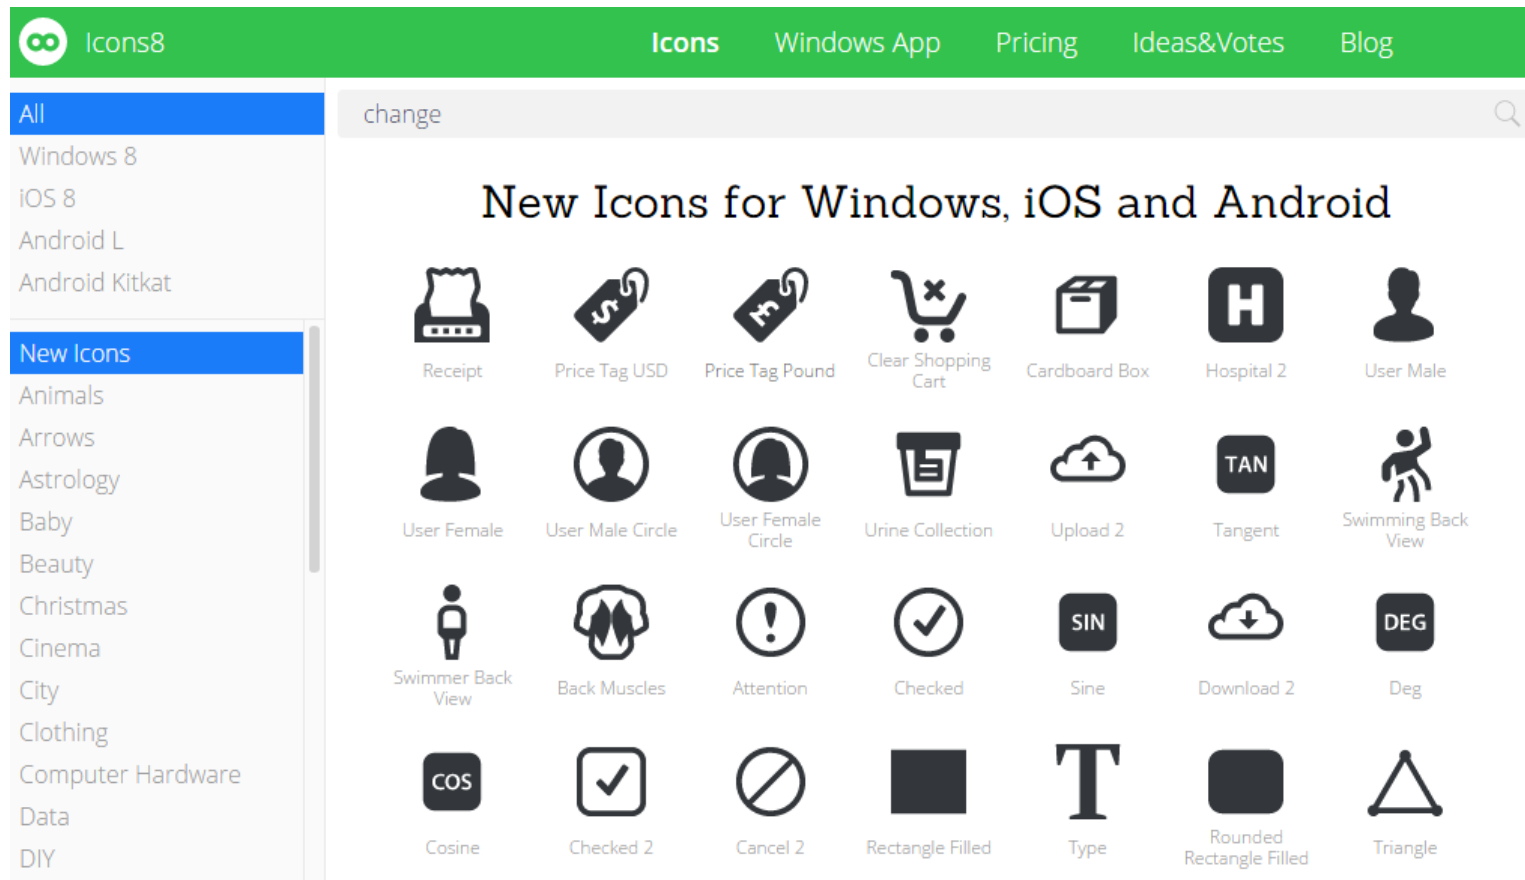 Icons8
Icons Windows App Pricing Ideas&Votes Blog
All
Windows 8
iOS 8
Android L
Android Kitkat
New Icons
Animals
Arrows
Astrology
Baby
Beauty
Christmas
Cinema
City
Clothing
Computer Hardware
Data
DIY
change
New Icons for Windows, iOS and Android
$
£
H
Receipt
Price Tag USD
Price Tag Pound
Clear Shopping
Cart
Cardboard Box
Hospital 2
User Male
TAN
User Female
User Male Circle
User Female
Circle
Urine Collection
Upload 2
Tangent
Swimming Back
View
SIN
DEG
Swimmer Back
View
Back Muscles
Attention
Checked
Sine
Download 2
Deg
COS
T
Cosine
Checked 2
Cancel 2
Rectangle Filled
Type
Rounded
Rectangle Filled
Triangle